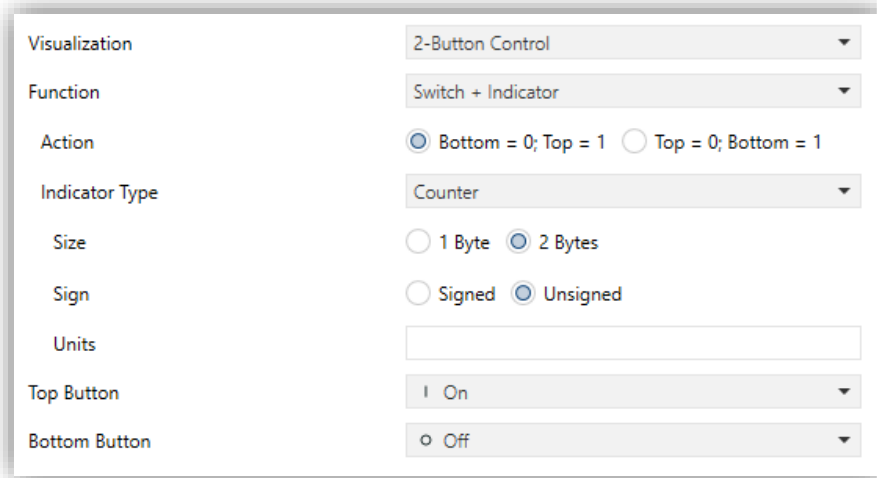 Visualization 2-Button Control
Function Switch + Indicator
Action Bottom = 0; Top = 1 Top = 0; Bottom = 1
Indicator Type Counter
Size 1 Byte 2 Bytes
Sign Signed Unsigned
Units
Top Button On
Bottom Button Off